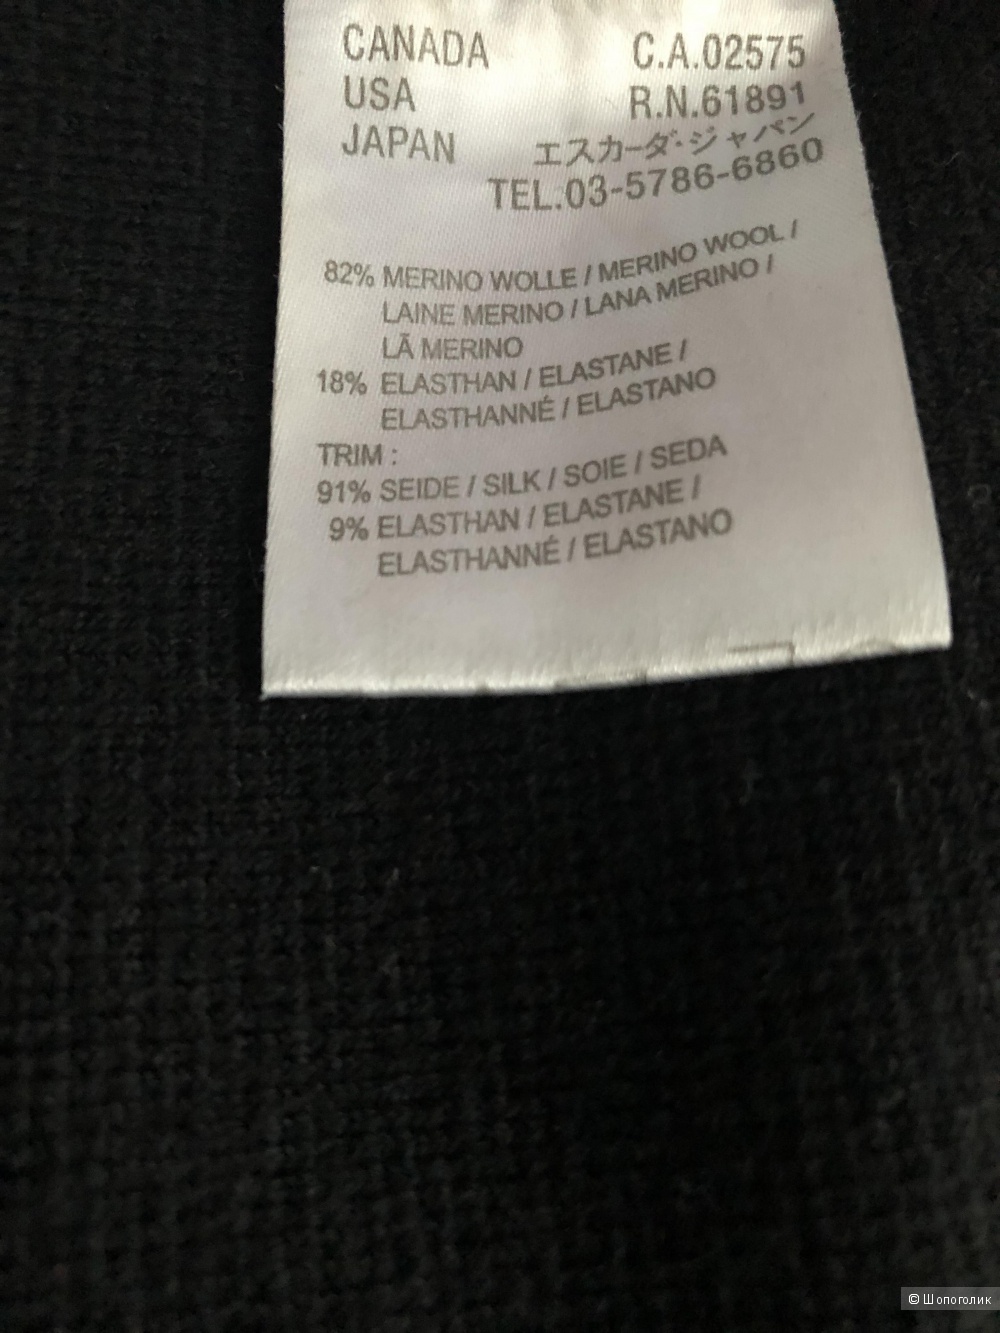 CANADA C.A.02575
USA R.N.61891
JAPAN エスカーダ・ジャパン
TEL.03-5786-6860
82% MERINO WOLLE / MERINO WOOL /
LAINE MERINO / LANA MERINO /
LÃ MERINO
18% ELASTHAN / ELASTANE /
ELASTHANNÉ / ELASTANO
TRIM :
91% SEIDE / SILK / SOIE / SEDA
9% ELASTHAN / ELASTANE /
ELASTHANNÉ / ELASTANO
© Шопоголик